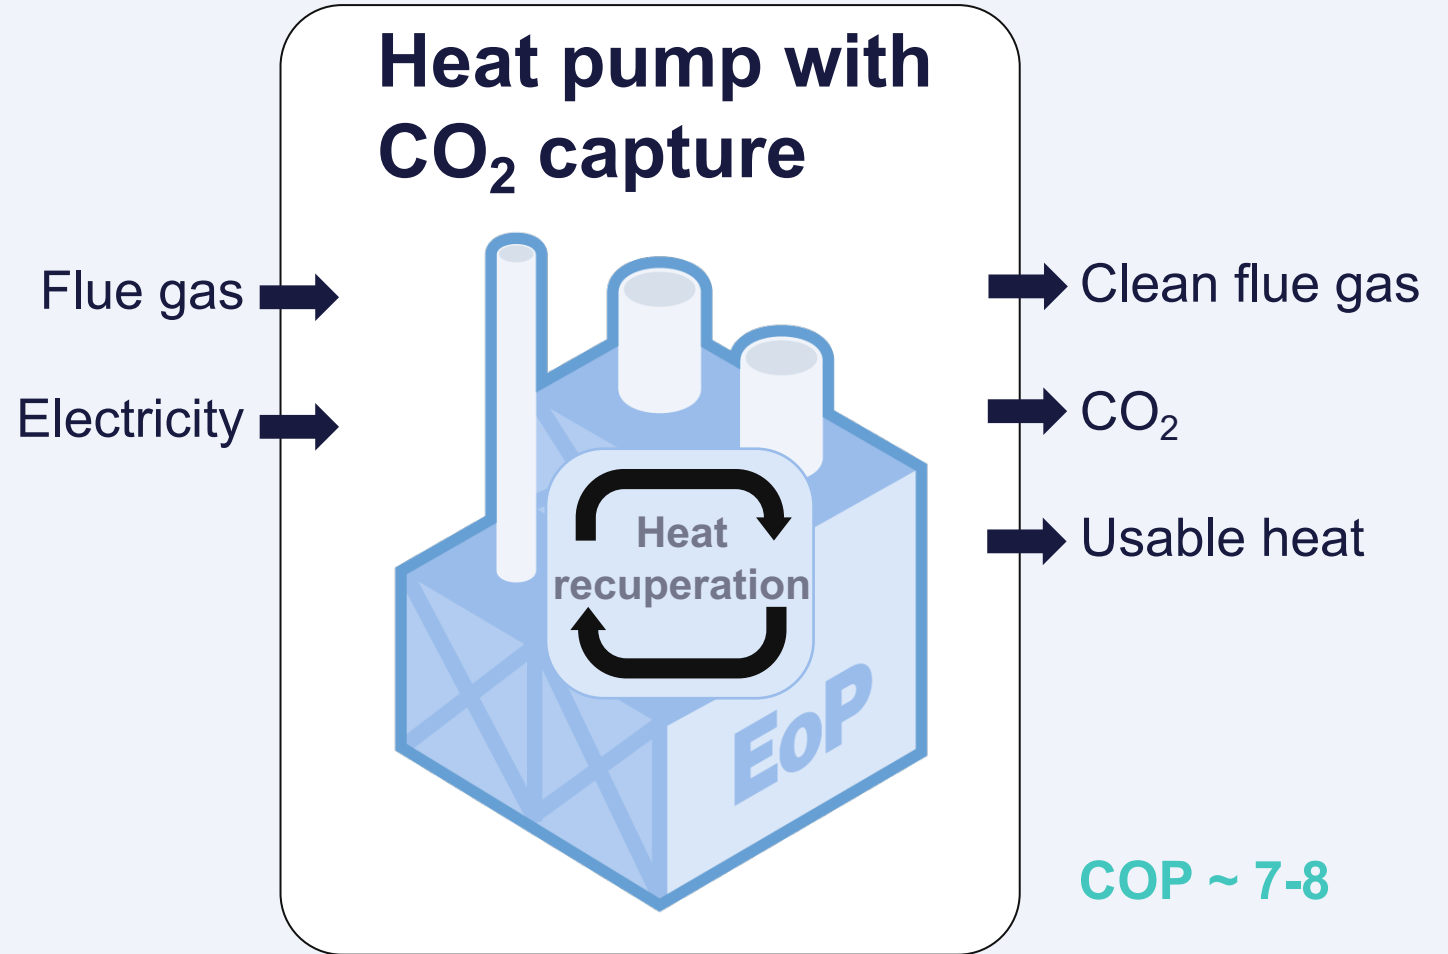 Heat pump with
CO₂ capture
Flue gas
Electricity
Heat
recuperation
EoP
Clean flue gas
CO₂
Usable heat
COP ~ 7-8